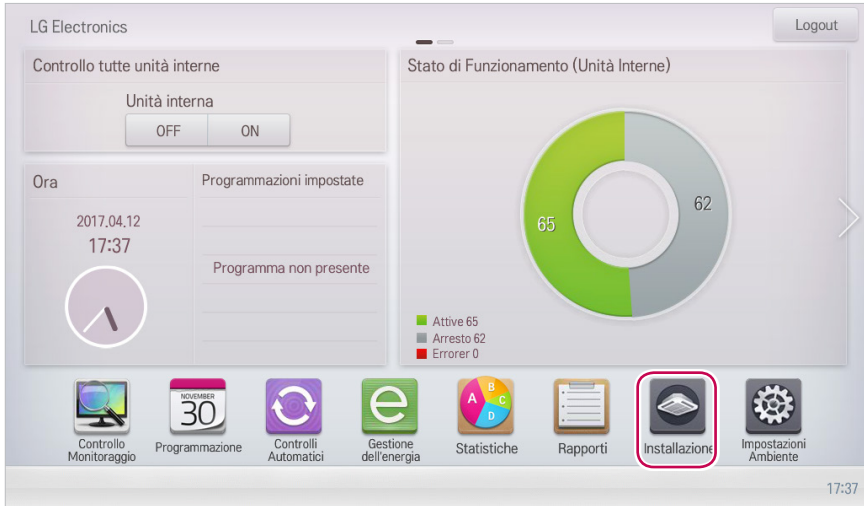 LG Electronics
Logout
Controllo tutte unità interne
Unità interna
OFF
ON
Stato di Funzionamento (Unità Interne)
65
62
Attive 65
Arresto 62
Errorer 0
Ora
2017.04.12
17:37
Programmazioni impostate
Programma non presente
Controllo
Monitoraggio
NOVEMBER
30
Programmazione
Controlli
Automatici
e
Gestione
dell'energia
A
B
C
D
Statistiche
Rapporti
Installazione
Impostazioni
Ambiente
17:37